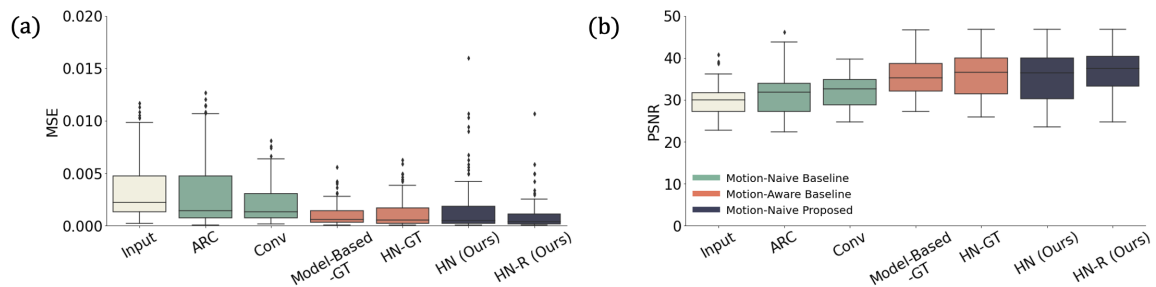 (a)
0.020
0.015
0.010
0.005
0.000
MSE
Input
ARC
Conv
Model-Based
-GT
HN-GT
HN (Ours)
HN-R (Ours)
(b)
50
40
30
20
10
0
PSNR
Motion-Naive Baseline
Motion-Aware Baseline
Motion-Naive Proposed
Input
ARC
Conv
Model-Based
-GT
HN-GT
HN (Ours)
HN-R (Ours)